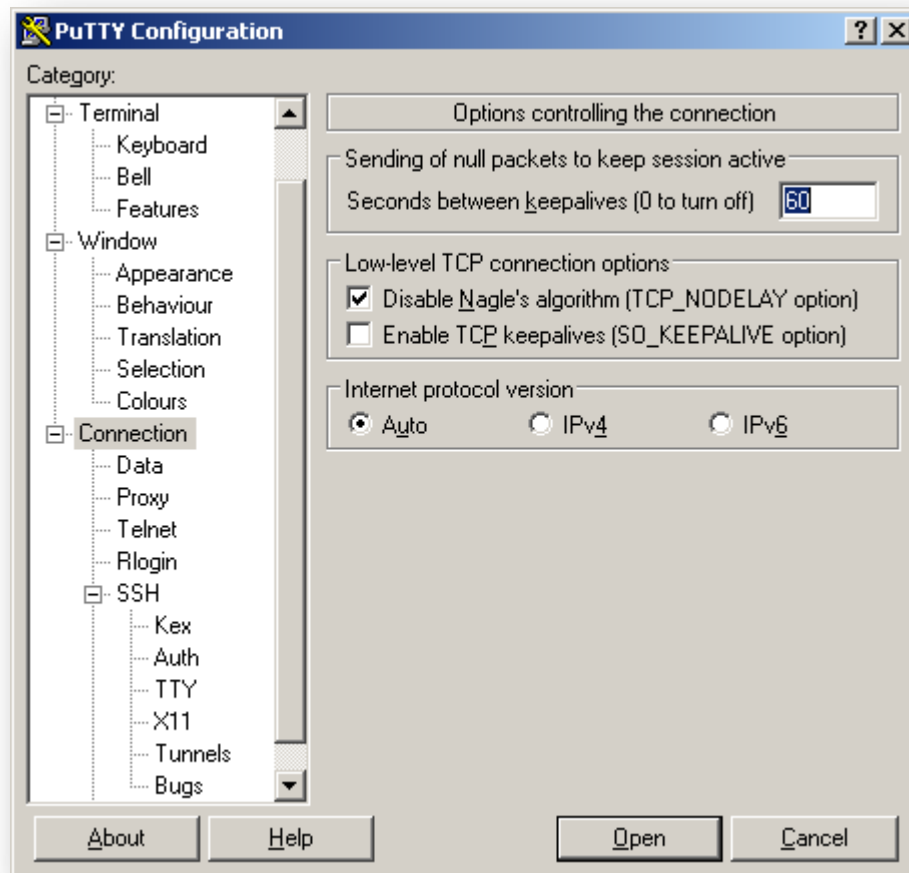 PuTTY Configuration
Category:
Terminal
Keyboard
Bell
Features
Window
Appearance
Behaviour
Translation
Selection
Colours
Connection
Data
Proxy
Telnet
Rlogin
SSH
Kex
Auth
TTY
X11
Tunnels
Bugs
Options controlling the connection
Sending of null packets to keep session active
Seconds between keepalives (0 to turn off) 60
Low-level TCP connection options
Disable Nagle's algorithm (TCP_NODELAY option)
Enable TCP keepalives (SO_KEEPALIVE option)
Internet protocol version
Auto IPv4 IPv6
About Help Open Cancel